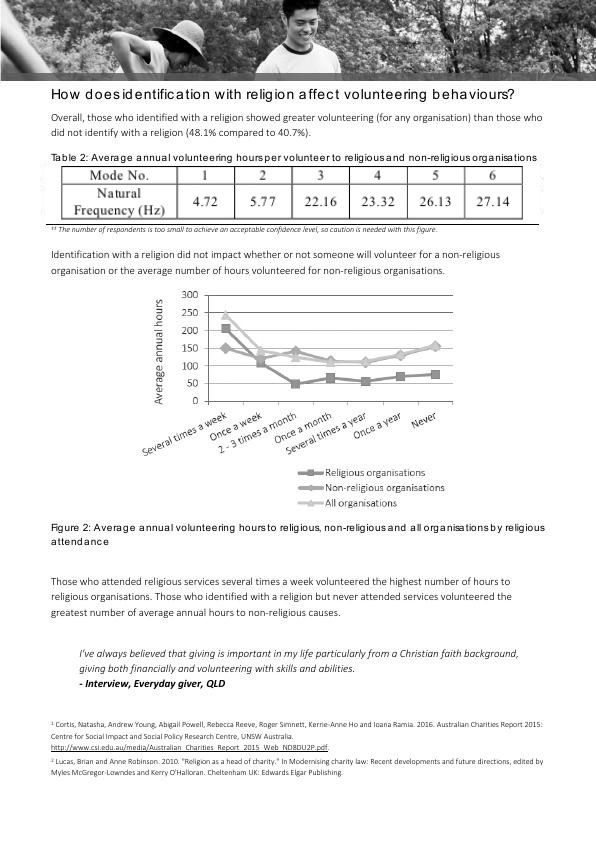 How does identification with religion affect volunteering behaviours?
Overall, those who identified with a religion showed greater volunteering (for any organisation) than those who
did not identify with a religion (48.1% compared to 40.7%).
Table 2: Average annual volunteering hours per volunteer to religious and non-religious organisations
Mode No. 1 2 3 4 5 6
Natural
Frequency (Hz) 4.72 5.77 22.16 23.32 26.13 27.14
‡‡ The number of respondents is too small to achieve an acceptable confidence level, so caution is needed with this figure.
Identification with a religion did not impact whether or not someone will volunteer for a non-religious
organisation or the average number of hours volunteered for non-religious organisations.
Average annual hours
300
250
200
150
100
50
0
Several times a week
Once a week
2 - 3 times a month
Once a month
Several times a year
Once a year
Never
Religious organisations
Non-religious organisations
All organisations
Figure 2: Average annual volunteering hours to religious, non-religious and all organisations by religious
attendance
Those who attended religious services several times a week volunteered the highest number of hours to
religious organisations. Those who identified with a religion but never attended services volunteered the
greatest number of average annual hours to non-religious causes.
I've always believed that giving is important in my life particularly from a Christian faith background,
giving both financially and volunteering with skills and abilities.
- Interview, Everyday giver, QLD
1 Cortis, Natasha, Andrew Young, Abigail Powell, Rebecca Reeve, Roger Simnett, Kerrie-Anne Ho and Ioana Ramia. 2016. Australian Charities Report 2015:
Centre for Social Impact and Social Policy Research Centre, UNSW Australia.
http://www.csi.edu.au/media/Australian_Charities_Report_2015_Web_ND8DU2P.pdf.
2 Lucas, Brian and Anne Robinson. 2010. "Religion as a head of charity." In Modernising charity law: Recent developments and future directions, edited by
Myles McGregor-Lowndes and Kerry O'Halloran. Cheltenham UK: Edwards Elgar Publishing.